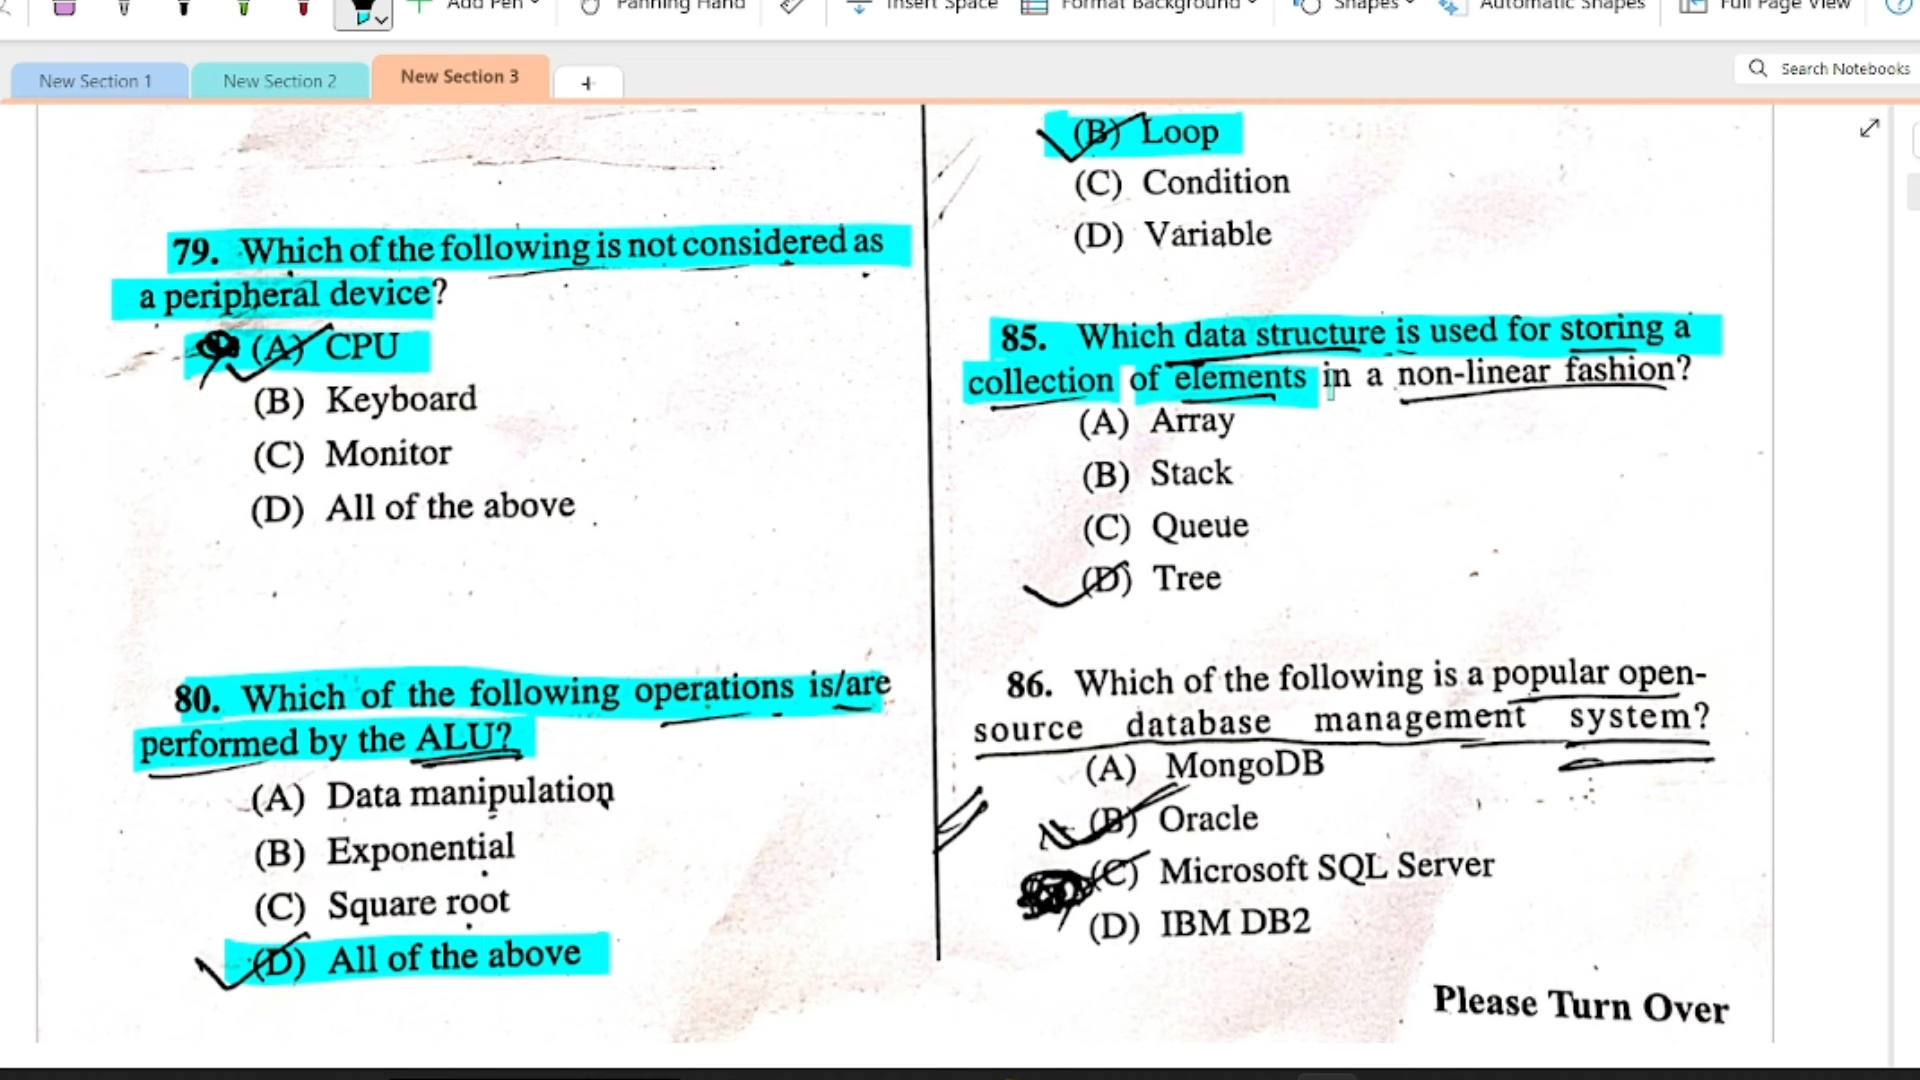 Add Pen
Panning Hand
Insert Space
Format Background
Shapes
Automatic Shapes
Full Page View
New Section 1
New Section 2
New Section 3
Search Notebooks
79. Which of the following is not considered as
a peripheral device?
(A) CPU
(B) Keyboard
(C) Monitor
(D) All of the above
80. Which of the following operations is/are
performed by the ALU?
(A) Data manipulation
(B) Exponential
(C) Square root
(D) All of the above
(B) Loop
(C) Condition
(D) Variable
85. Which data structure is used for storing a
collection of elements in a non-linear fashion?
(A) Array
(B) Stack
(C) Queue
(D) Tree
86. Which of the following is a popular open-
source database management system?
(A) MongoDB
(B) Oracle
(C) Microsoft SQL Server
(D) IBM DB2
Please Turn Over